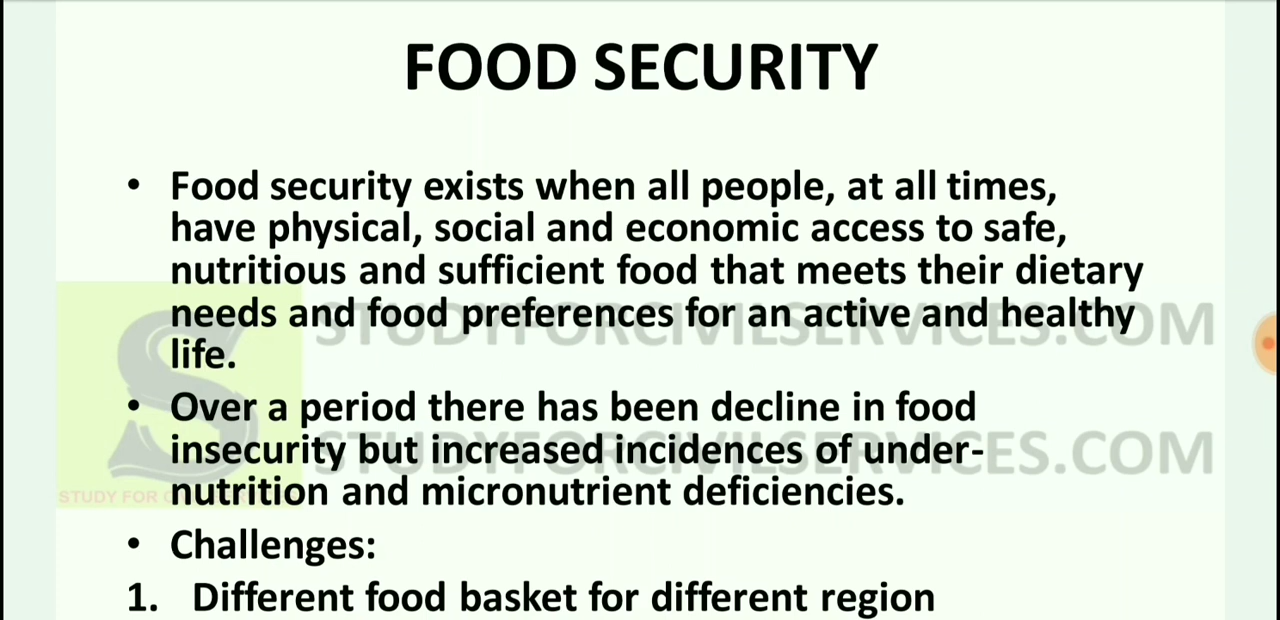 FOOD SECURITY
• Food security exists when all people, at all times,
have physical, social and economic access to safe,
nutritious and sufficient food that meets their dietary
needs and food preferences for an active and healthy
STUDYFORCIVILSERVICES.COM
life.
• Over a period there has been decline in food
insecurity but increased incidences of under-
STUDYFORCIVILSERVICES.COM
nutrition and micronutrient deficiencies.
STUDY FOR
• Challenges:
1. Different food basket for different region